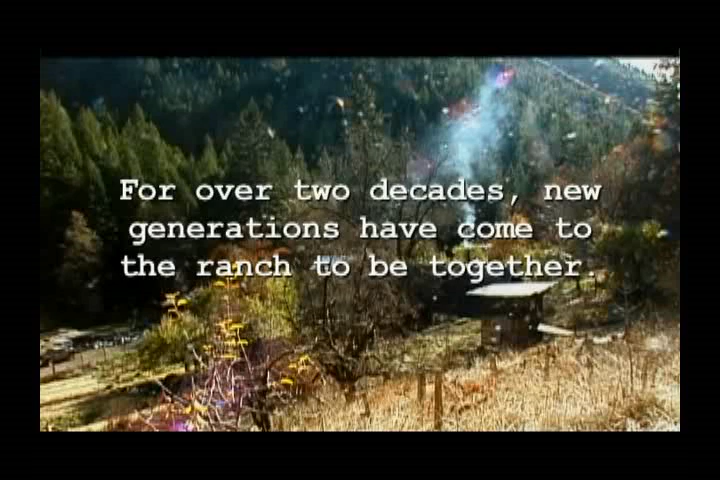 For over two decades, new
generations have come to
the ranch to be together.